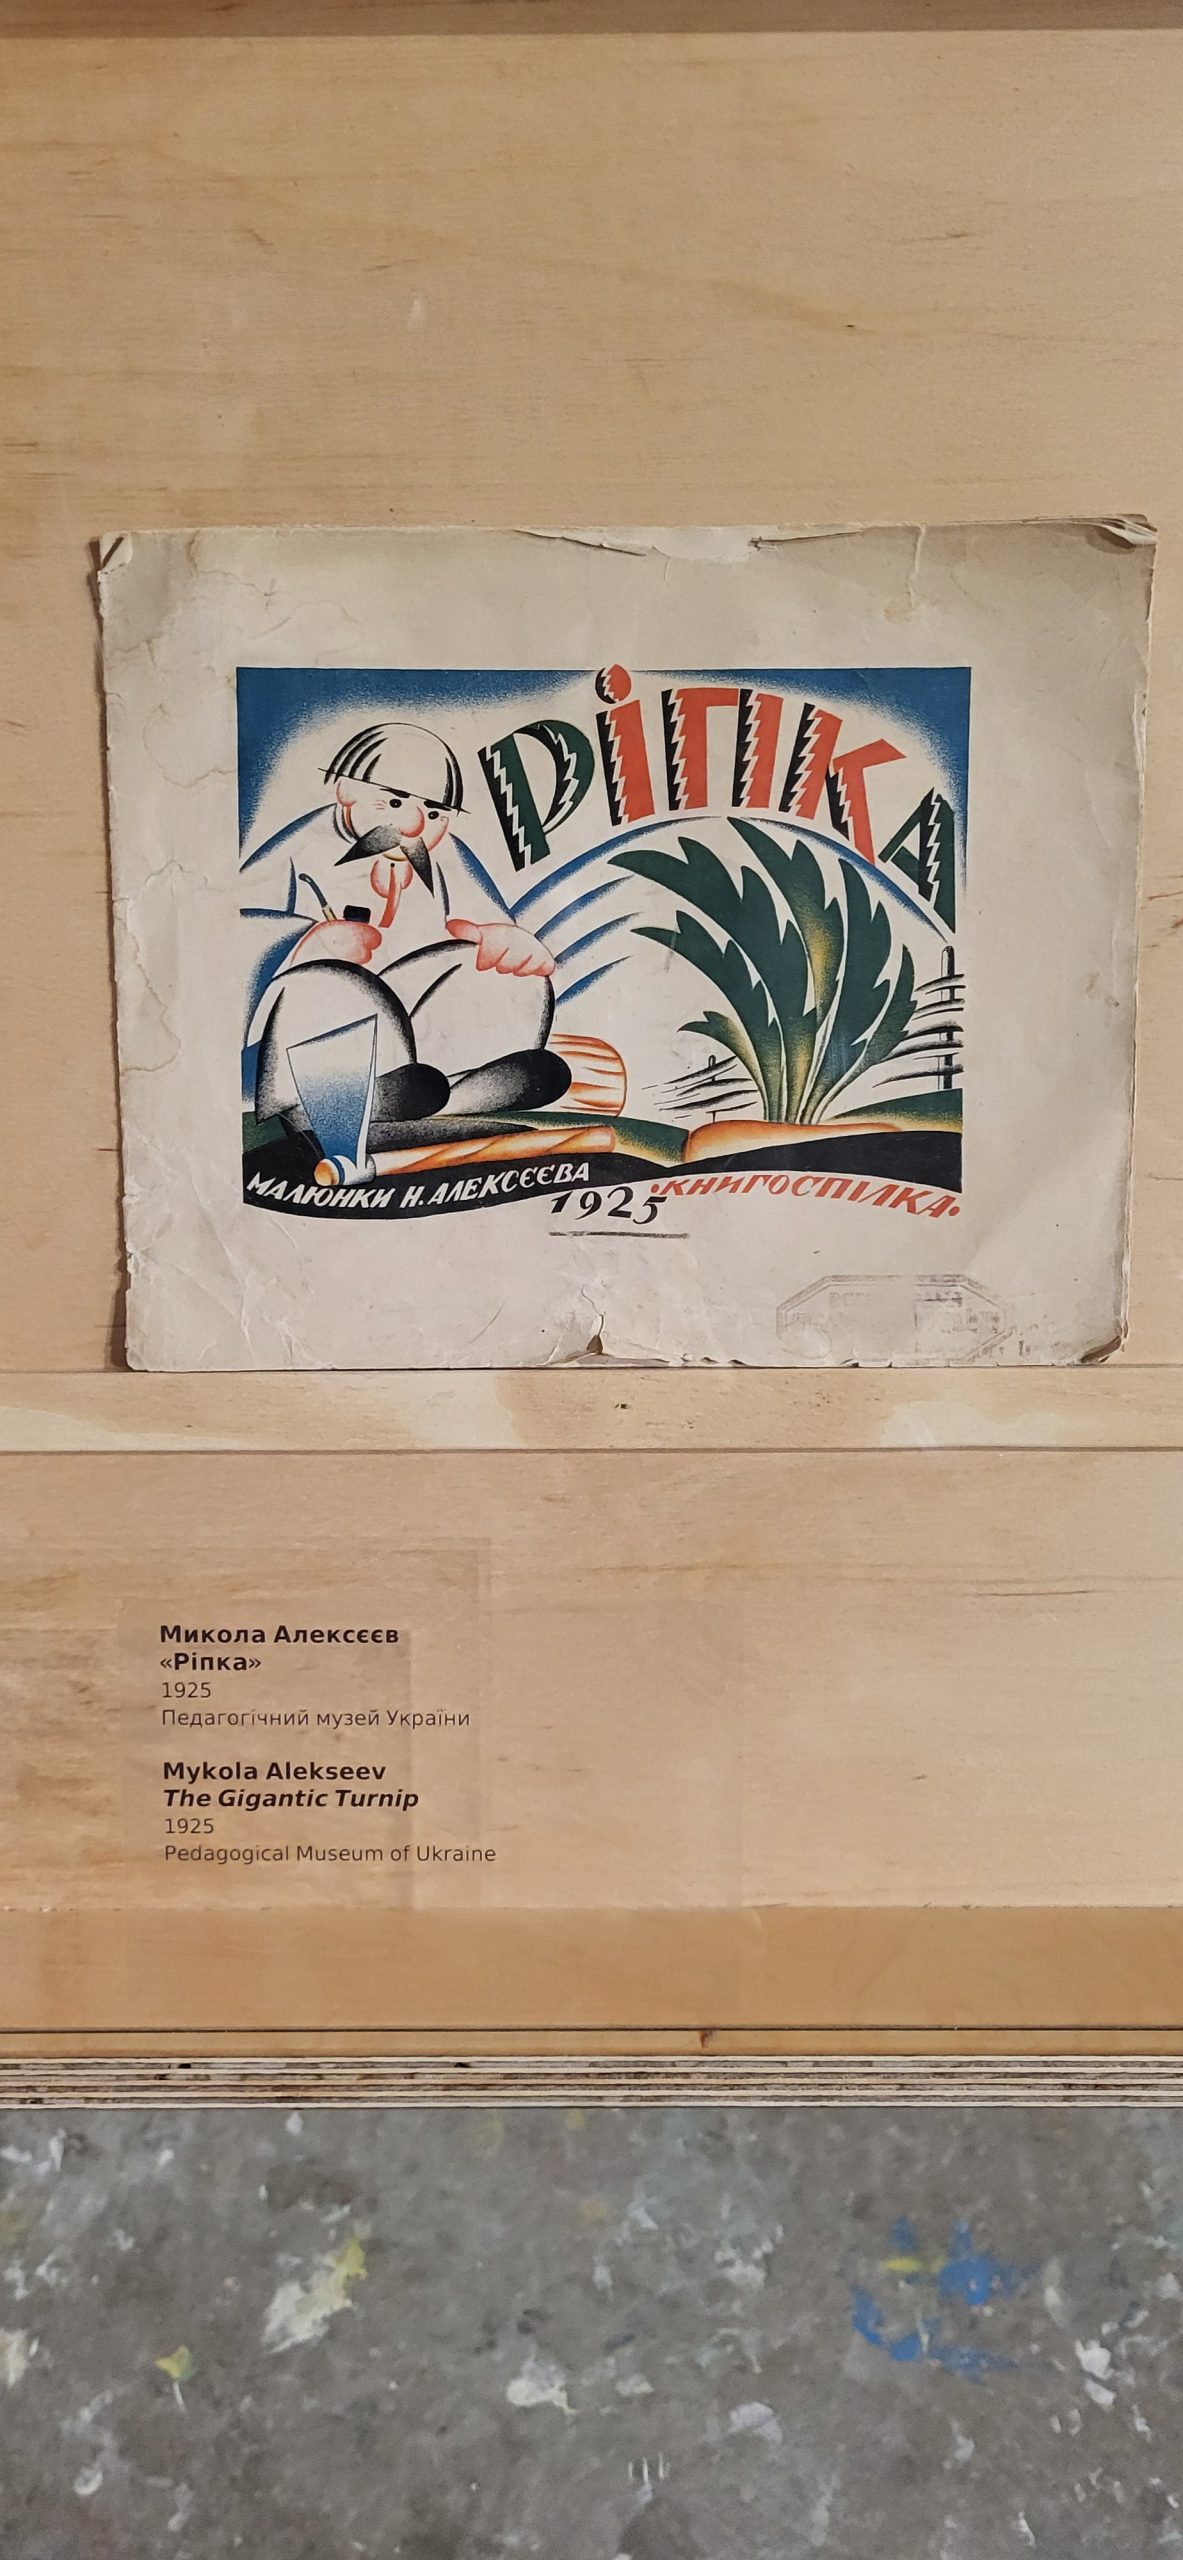 РІПКА
МАЛЮНКИ Н. АЛЕКСЄЄВА
1925
•КНИГОСПІЛКА•
Микола Алексєєв
«Ріпка»
1925
Педагогічний музей України
Mykola Alekseev
The Gigantic Turnip
1925
Pedagogical Museum of Ukraine